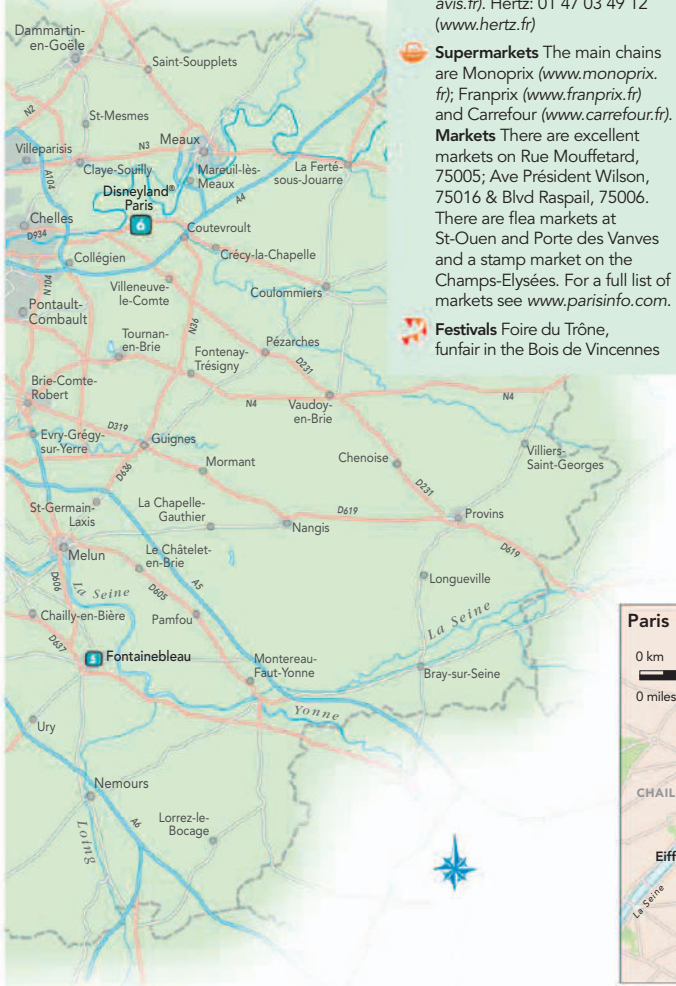 avis.fr). Hertz: 01 47 03 49 12
(www.hertz.fr)
Supermarkets The main chains
are Monoprix (www.monoprix.
fr); Franprix (www.franprix.fr)
and Carrefour (www.carrefour.fr).
Markets There are excellent
markets on Rue Mouffetard,
75005; Ave Président Wilson,
75016 & Blvd Raspail, 75006.
There are flea markets at
St-Ouen and Porte des Vanves
and a stamp market on the
Champs-Elysées. For a full list of
markets see www.parisinfo.com.
Festivals Foire du Trône,
funfair in the Bois de Vincennes
Dammartin-
en-Goële
Saint-Soupplets
N2
St-Mesmes
N3
Meaux
Villeparisis
A104
Claye-Souilly
Mareuil-lès-
Meaux
La Ferté-
sous-Jouarre
Disneyland®
Paris
6
A4
Chelles
D934
Coutevroult
Collégien
Crécy-la-Chapelle
N104
Villeneuve-
le-Comte
Coulommiers
Pontault-
Combault
N36
Tournan-
en-Brie
Pézarches
Fontenay-
Trésigny
D231
Brie-Comte-
Robert
N4
Vaudoy-
en-Brie
N4
D319
Evry-Grégy-
sur-Yerre
Guignes
Villiers-
Saint-Georges
D636
Mormant
Chenoise
D231
St-Germain-
Laxis
La Chapelle-
Gauthier
D619
Provins
Nangis
Melun
D619
Le Châtelet-
en-Brie
D606
La Seine
A5
D605
Longueville
Chailly-en-Bière
Pamfou
La Seine
D637
5
Fontainebleau
Montereau-
Faut-Yonne
Bray-sur-Seine
Yonne
Ury
Nemours
Loing
A6
Lorrez-le-
Bocage
Paris
0 km
0 miles
CHAIL
Eiff
La Seine